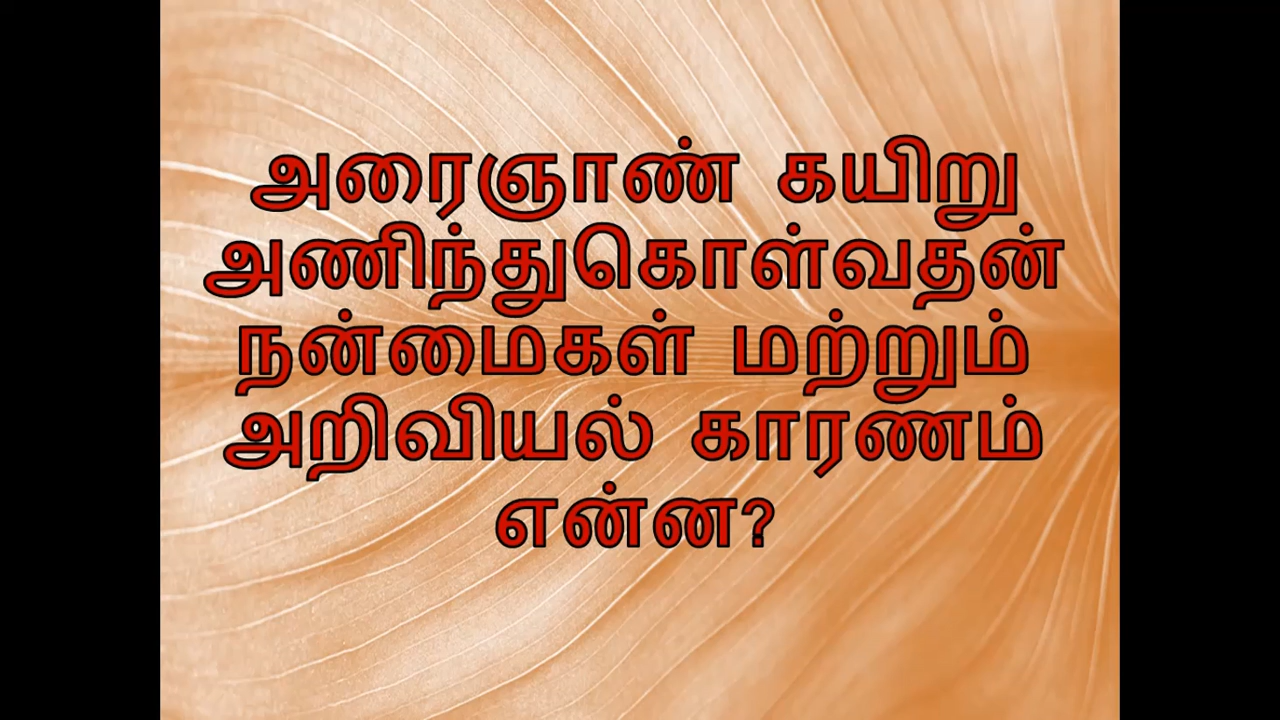 அரைஞாண் கயிறு
அணிந்துகொள்வதன்
நன்மைகள் மற்றும்
அறிவியல் காரணம்
என்ன?